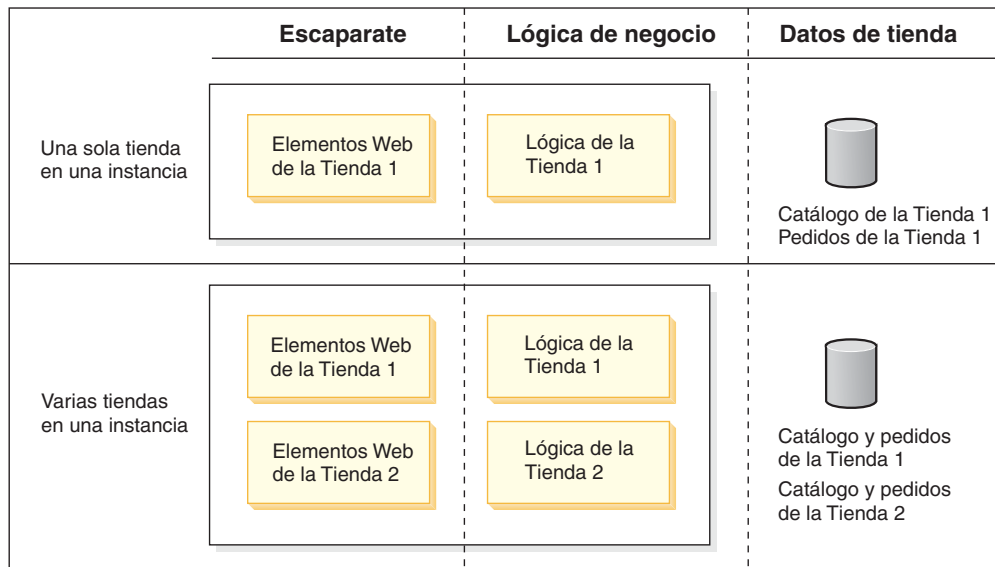 Escaparate
Lógica de negocio
Datos de tienda
Una sola tienda
en una instancia
Elementos Web
de la Tienda 1
Lógica de la
Tienda 1
Catálogo de la Tienda 1
Pedidos de la Tienda 1
Varias tiendas
en una instancia
Elementos Web
de la Tienda 1
Lógica de la
Tienda 1
Elementos Web
de la Tienda 2
Lógica de la
Tienda 2
Catálogo y pedidos
de la Tienda 1
Catálogo y pedidos
de la Tienda 2